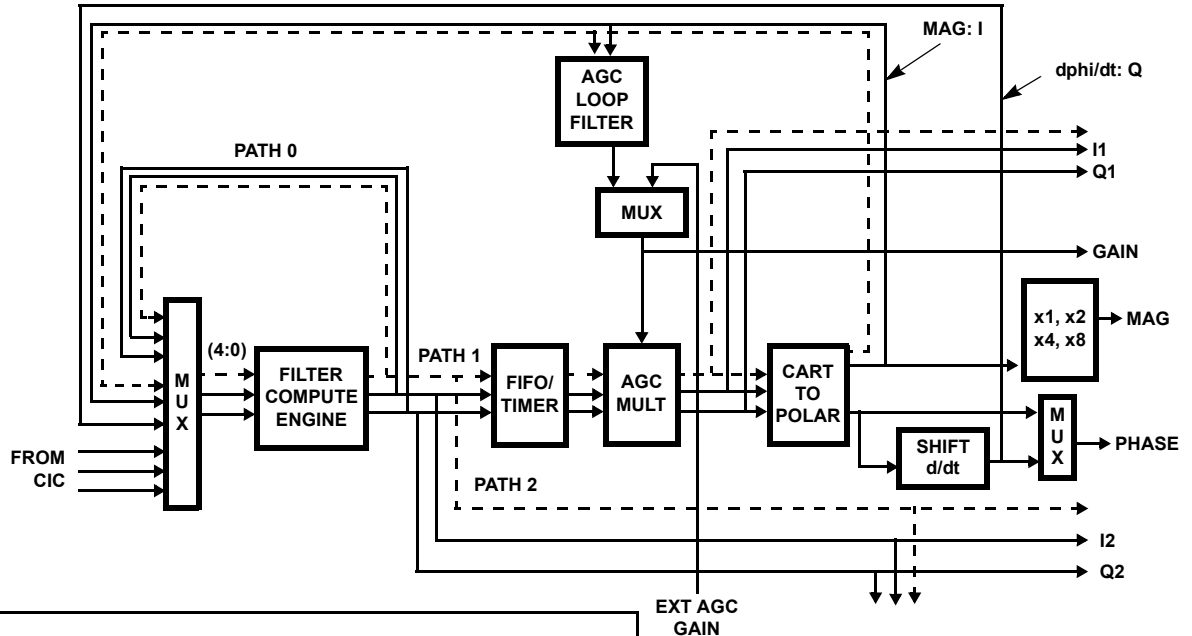 MAG: I
dphi/dt: Q
AGC
LOOP
FILTER
PATH 0
I1
Q1
MUX
GAIN
x1, x2
x4, x8
MAG
(4:0)
PATH 1
M
U
X
FILTER
COMPUTE
ENGINE
FIFO/
TIMER
AGC
MULT
CART
TO
POLAR
M
U
X
PHASE
SHIFT
d/dt
FROM
CIC
PATH 2
I2
Q2
EXT AGC
GAIN